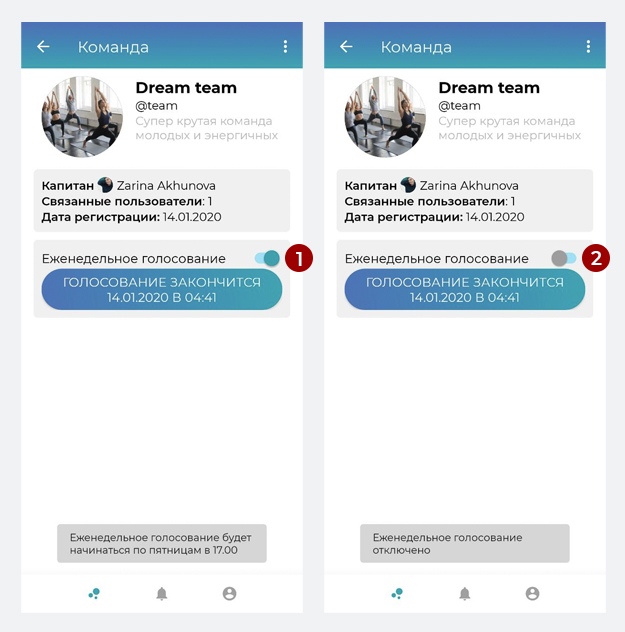 Команда
Dream team
@team
Супер крутая команда
молодых и энергичных
Капитан Zarina Akhunova
Связанные пользователи: 1
Дата регистрации: 14.01.2020
Еженедельное голосование
1
ГОЛОСОВАНИЕ ЗАКОНЧИТСЯ
14.01.2020 В 04:41
Еженедельное голосование будет
начинаться по пятницам в 17.00
Команда
Dream team
@team
Супер крутая команда
молодых и энергичных
Капитан Zarina Akhunova
Связанные пользователи: 1
Дата регистрации: 14.01.2020
Еженедельное голосование
2
ГОЛОСОВАНИЕ ЗАКОНЧИТСЯ
14.01.2020 В 04:41
Еженедельное голосование
отключено